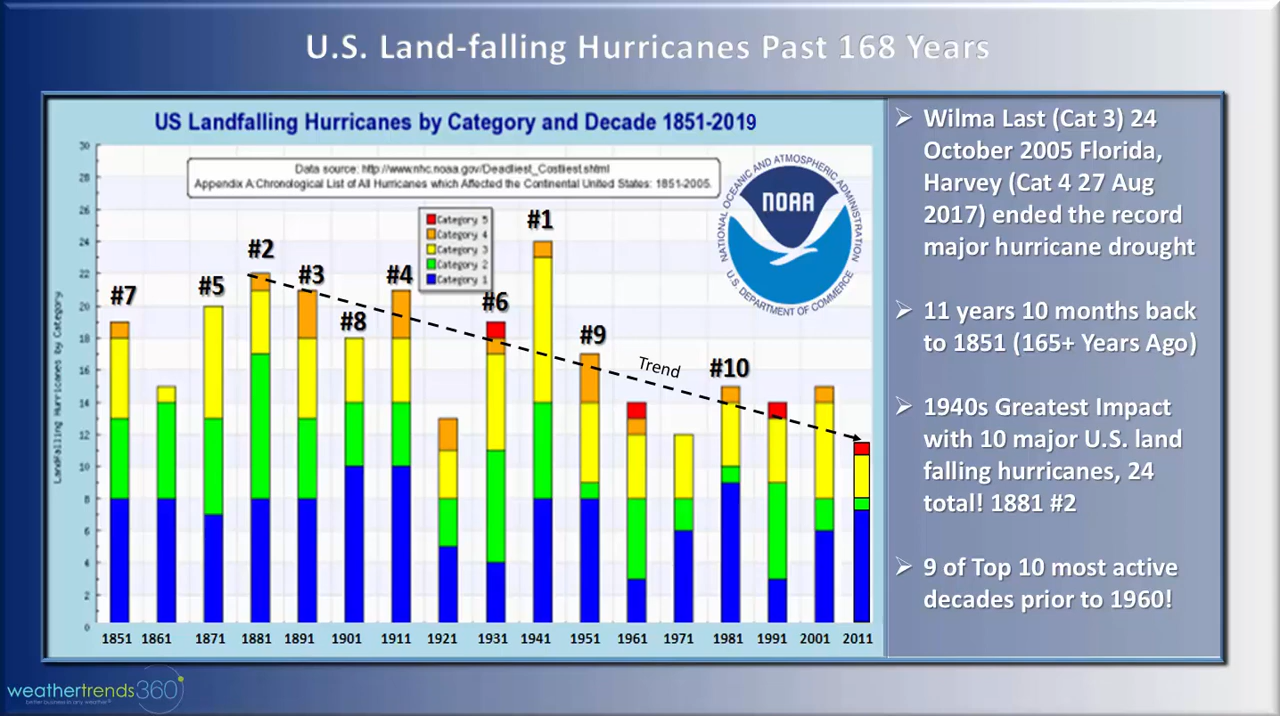 U.S. Land-falling Hurricanes Past 168 Years
US Landfalling Hurricanes by Category and Decade 1851-2019
Data source: http://www.nhc.noaa.gov/Deadliest_Costliest.shtml
Appendix A:Chronological List of All Hurricanes which Affected the Continental United States: 1851-2005.
NATIONAL OCEANIC AND ATMOSPHERIC ADMINISTRATION
NOAA
U.S. DEPARTMENT OF COMMERCE
Category 5
Category 4
Category 3
Category 2
Category 1
Landfalling Hurricanes by Category
30
28
26
24
22
20
18
16
14
12
10
8
6
4
2
0
#7
#5
#2
#3
#8
#4
#6
#1
#9
#10
Trend
1851 1861 1871 1881 1891 1901 1911 1921 1931 1941 1951 1961 1971 1981 1991 2001 2011
Wilma Last (Cat 3) 24
October 2005 Florida,
Harvey (Cat 4 27 Aug
2017) ended the record
major hurricane drought
11 years 10 months back
to 1851 (165+ Years Ago)
1940s Greatest Impact
with 10 major U.S. land
falling hurricanes, 24
total! 1881 #2
9 of Top 10 most active
decades prior to 1960!
weathertrends360°
better business in any weather®